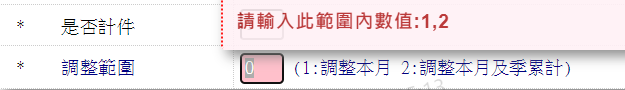 請輸入此範圍內數值:1,2
* 是否計件
* 調整範圍 0 (1:調整本月 2:調整本月及季累計)